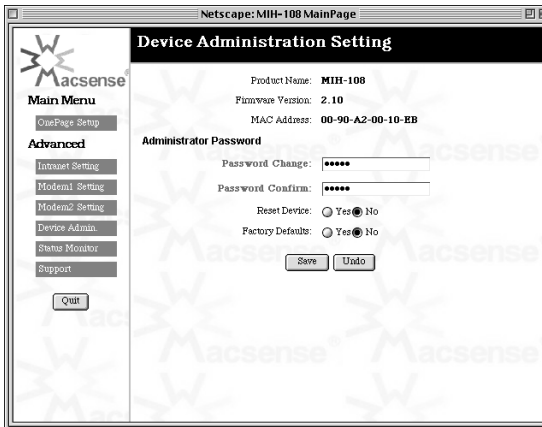 Netscape: MIH-108 MainPage
Macsense
Main Menu
OnePage Setup
Advanced
Intranet Setting
Modem1 Setting
Modem2 Setting
Device Admin.
Status Monitor
Support
Quit
Device Administration Setting
Product Name: MIH-108
Firmware Version: 2.10
MAC Address: 00-90-A2-00-10-EB
Administrator Password
Password Change: •••••
Password Confirm: •••••
Reset Device: Yes No
Factory Defaults: Yes No
Save Undo